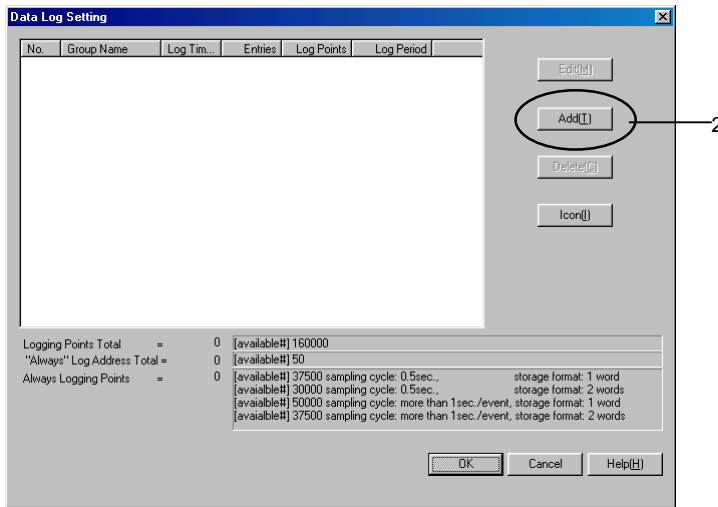 Data Log Setting
No. Group Name Log Tim... Entries Log Points Log Period
Edit(M)
Add(T)
2
Delete(C)
Icon(I)
Logging Points Total = 0 [available#] 160000
"Always" Log Address Total = 0 [available#] 50
Always Logging Points = 0 [available#] 37500 sampling cycle: 0.5sec., storage format: 1 word
[avaialble#] 30000 sampling cycle: 0.5sec., storage format: 2 words
[avaialble#] 50000 sampling cycle: more than 1sec./event, storage format: 1 word
[available#] 37500 sampling cycle: more than 1sec./event, storage format: 2 words
OK Cancel Help(H)